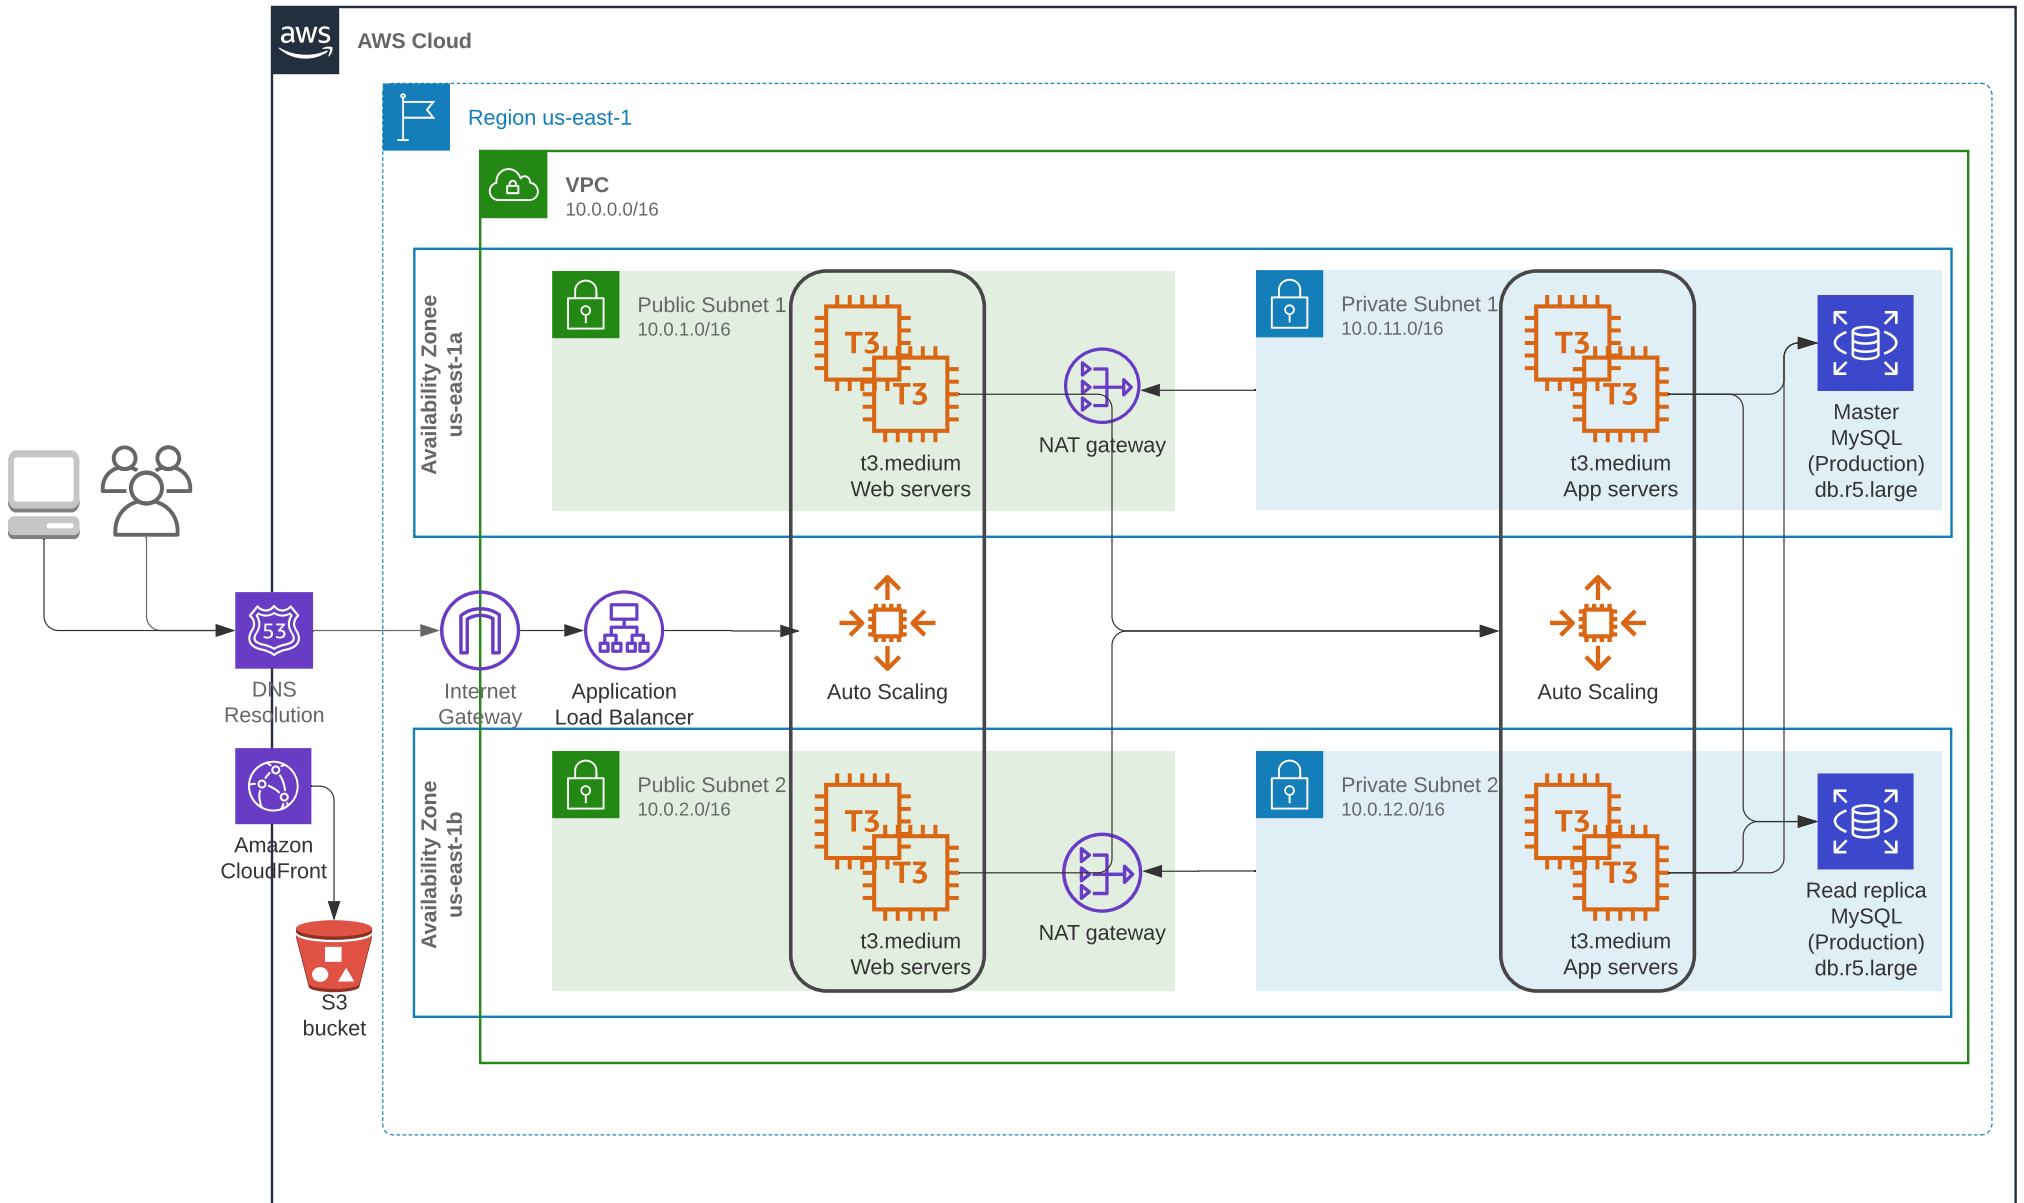 aws
AWS Cloud
Region us-east-1
VPC
10.0.0.0/16
Availability Zonee
us-east-1a
Public Subnet 1
10.0.1.0/16
T3
T3
t3.medium
Web servers
NAT gateway
Private Subnet 1
10.0.11.0/16
T3
T3
t3.medium
App servers
Master
MySQL
(Production)
db.r5.large
53
DNS
Resolution
Internet
Gateway
Application
Load Balancer
Auto Scaling
Auto Scaling
Amazon
CloudFront
S3
bucket
Availability Zone
us-east-1b
Public Subnet 2
10.0.2.0/16
T3
T3
t3.medium
Web servers
NAT gateway
Private Subnet 2
10.0.12.0/16
T3
T3
t3.medium
App servers
Read replica
MySQL
(Production)
db.r5.large